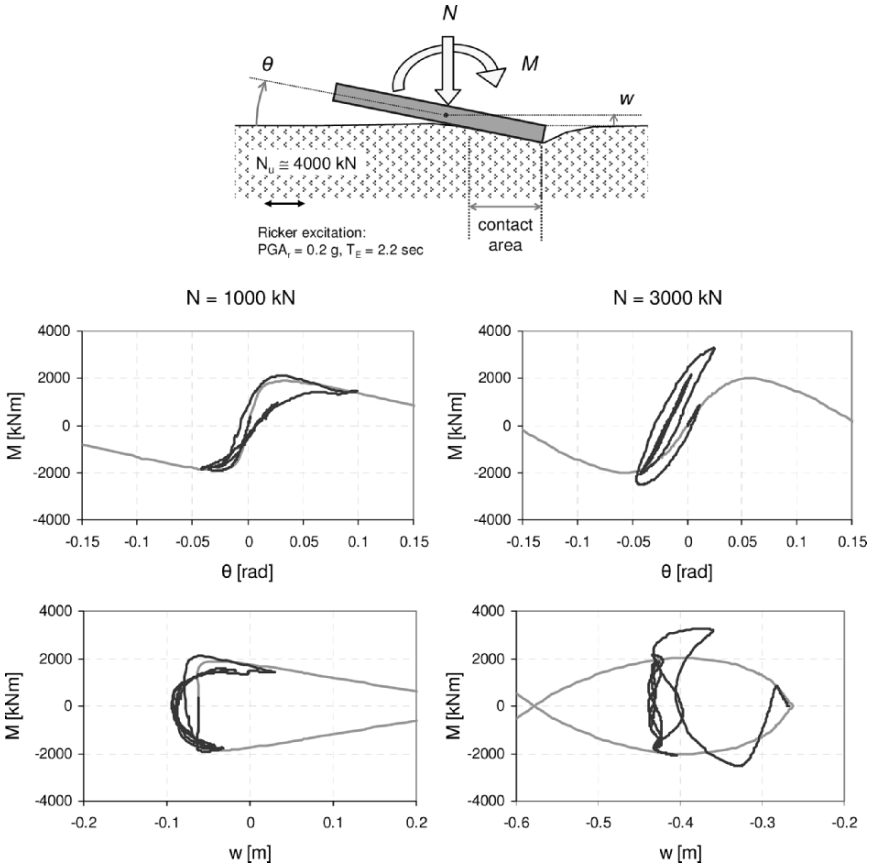 N
θ
M
w
Nu ≅ 4000 kN
Ricker excitation:
PGAr = 0.2 g, TE = 2.2 sec
contact
area
N = 1000 kN
N = 3000 kN
4000
2000
0
-2000
-4000
M [kNm]
-0.15
-0.1
-0.05
0
0.05
0.1
0.15
θ [rad]
4000
2000
0
-2000
-4000
M [kNm]
-0.15
-0.1
-0.05
0
0.05
0.1
0.15
θ [rad]
4000
2000
0
-2000
-4000
M [kNm]
-0.2
-0.1
0
0.1
0.2
w [m]
4000
2000
0
-2000
-4000
M [kNm]
-0.6
-0.5
-0.4
-0.3
-0.2
w [m]